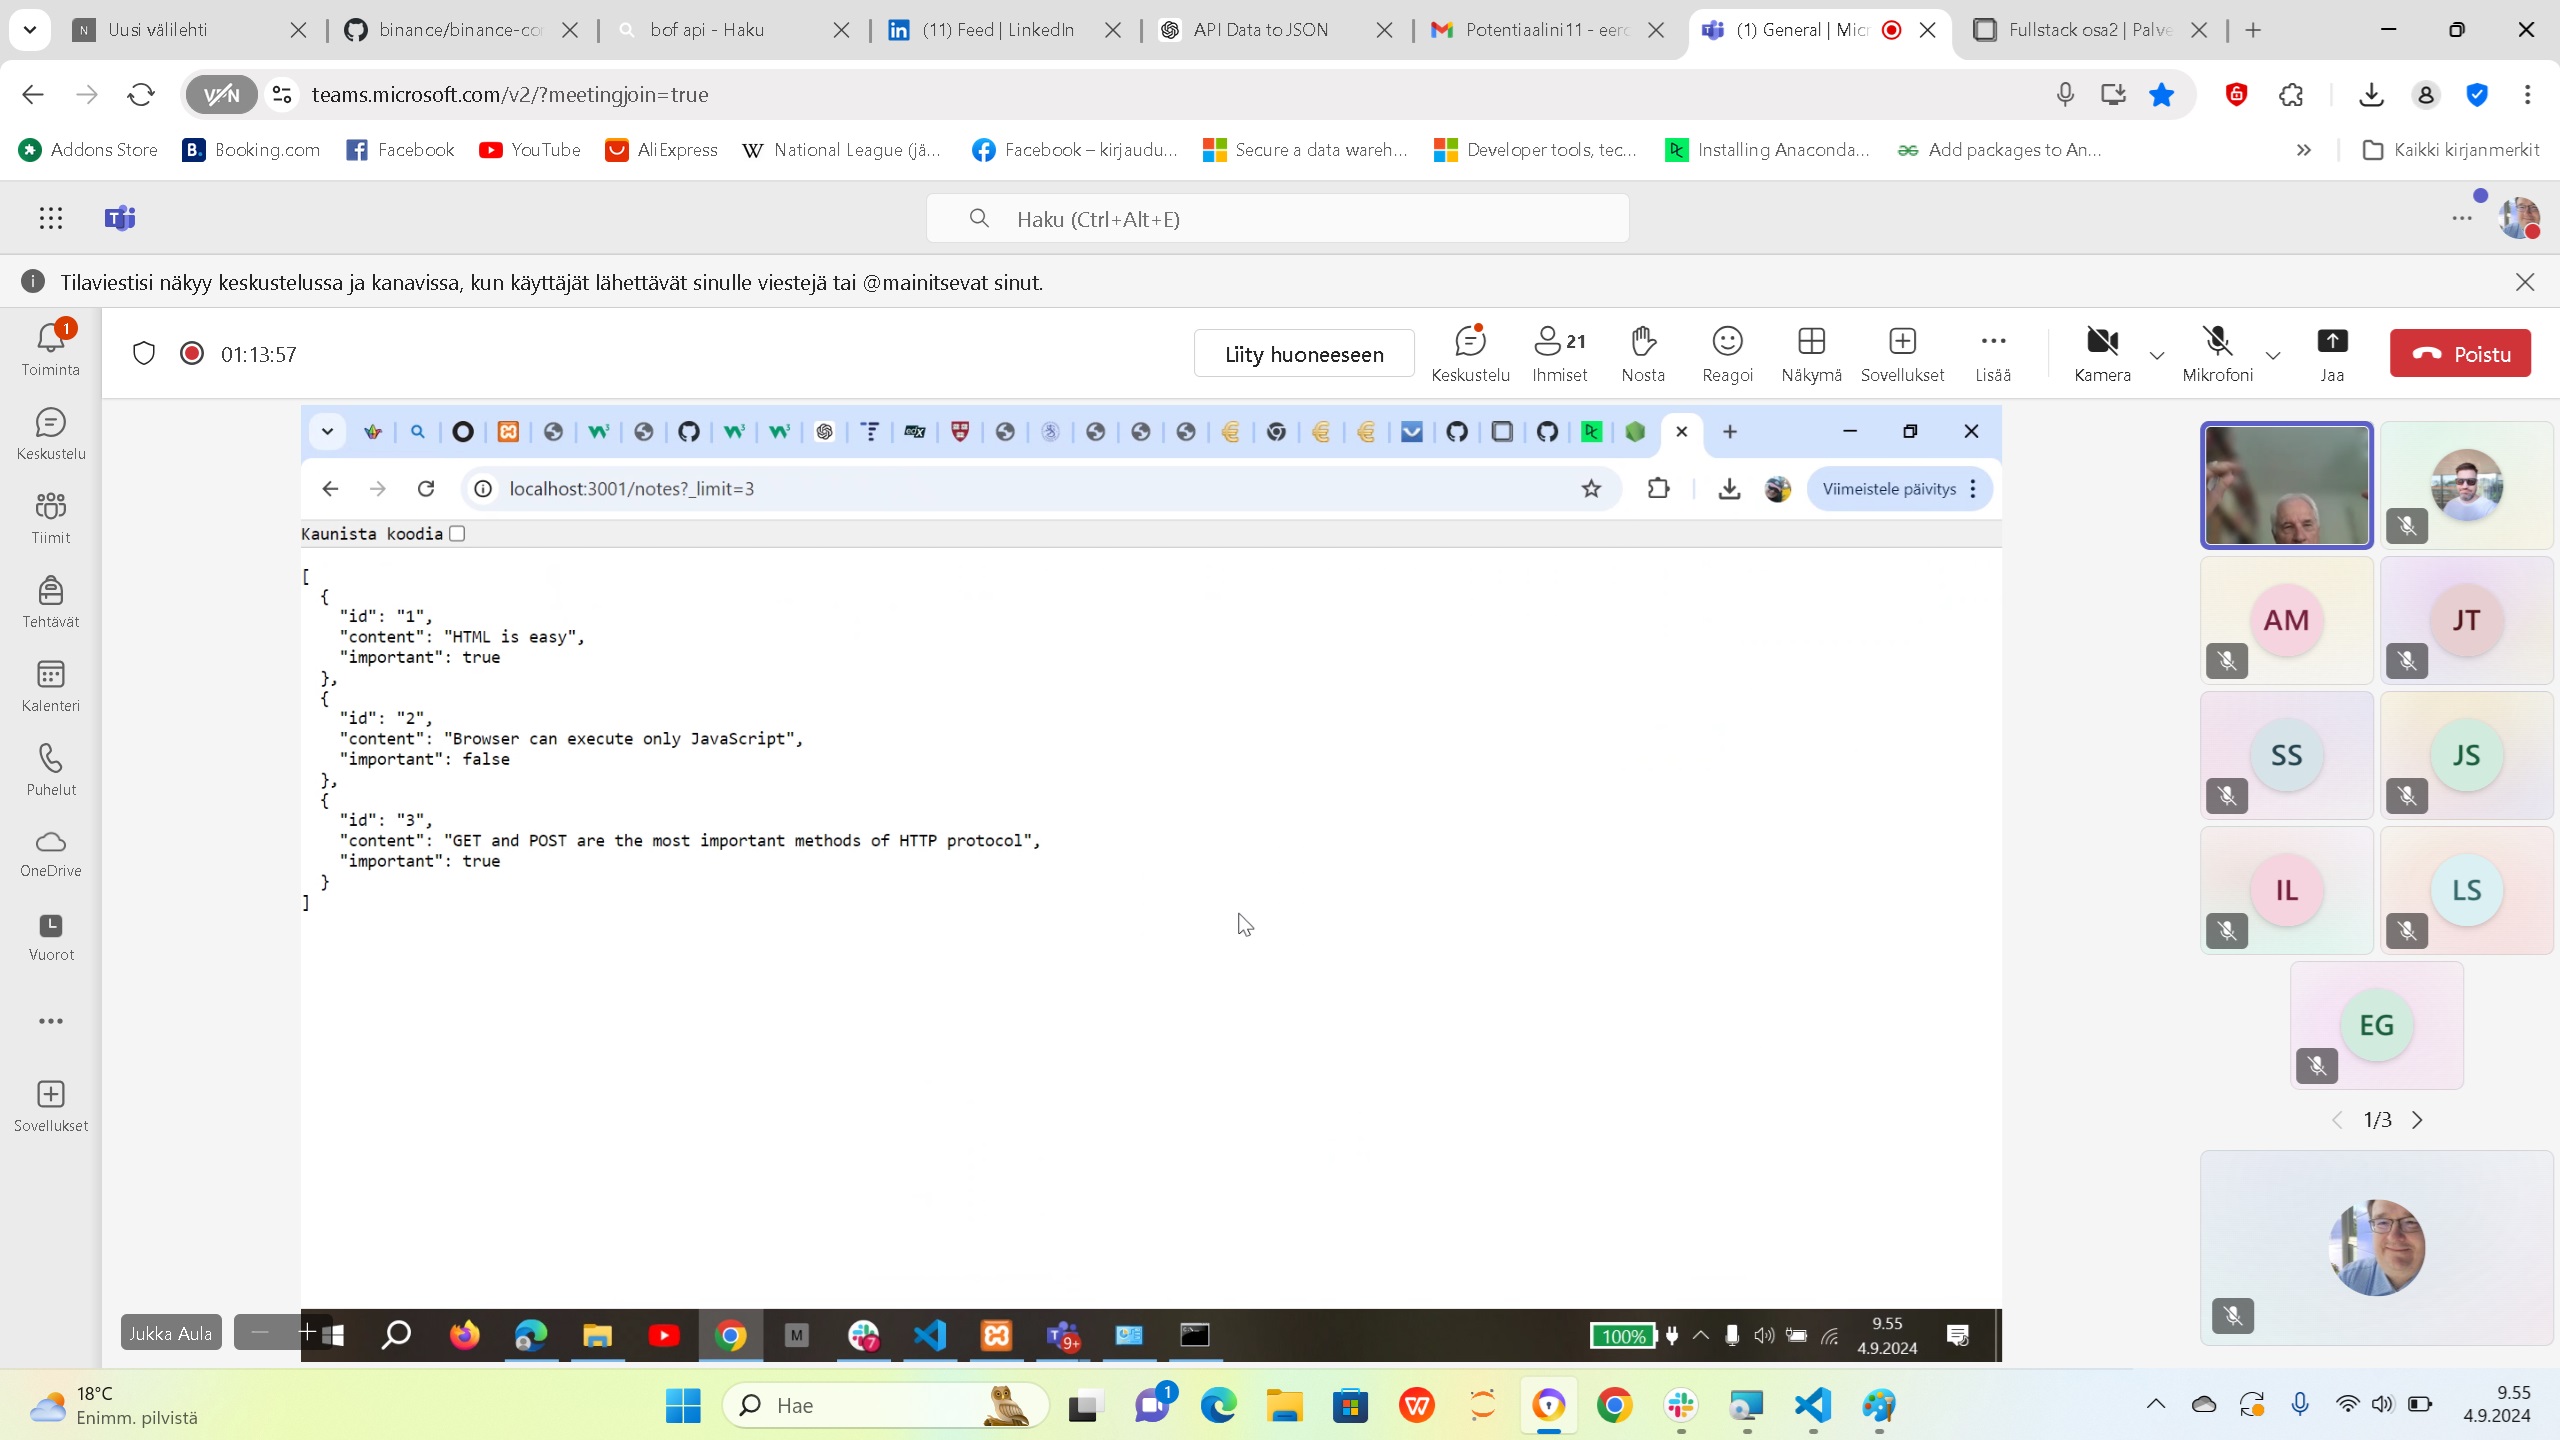 Uusi välilehti
binance/binance-cor
bof api - Haku
(11) Feed | LinkedIn
API Data to JSON
Potentiaalini11 - eero
(1) General | Micr
Fullstack osa2 | Palve
VPN
teams.microsoft.com/v2/?meetingjoin=true
Addons Store
Booking.com
Facebook
YouTube
AliExpress
National League (jä...
Facebook – kirjaudu...
Secure a data wareh...
Developer tools, tec...
Installing Anaconda...
Add packages to An...
Kaikki kirjanmerkit
Haku (Ctrl+Alt+E)
Tilaviestisi näkyy keskustelussa ja kanavissa, kun käyttäjät lähettävät sinulle viestejä tai @mainitsevat sinut.
1
Toiminta
Keskustelu
Tiimit
Tehtävät
Kalenteri
Puhelut
OneDrive
Vuorot
Sovellukset
01:13:57
Liity huoneeseen
Keskustelu
21
Ihmiset
Nosta
Reagoi
Näkymä
Sovellukset
Lisää
Kamera
Mikrofoni
Jaa
Poistu
localhost:3001/notes?_limit=3
Viimeistele päivitys
Kaunista koodia
[
{
"id": "1",
"content": "HTML is easy",
"important": true
},
{
"id": "2",
"content": "Browser can execute only JavaScript",
"important": false
},
{
"id": "3",
"content": "GET and POST are the most important methods of HTTP protocol",
"important": true
}
]
AM
JT
SS
JS
IL
LS
EG
1/3
Jukka Aula
M
7
9+
100%
9.55
4.9.2024
18°C
Enimm. pilvistä
Hae
1
9.55
4.9.2024